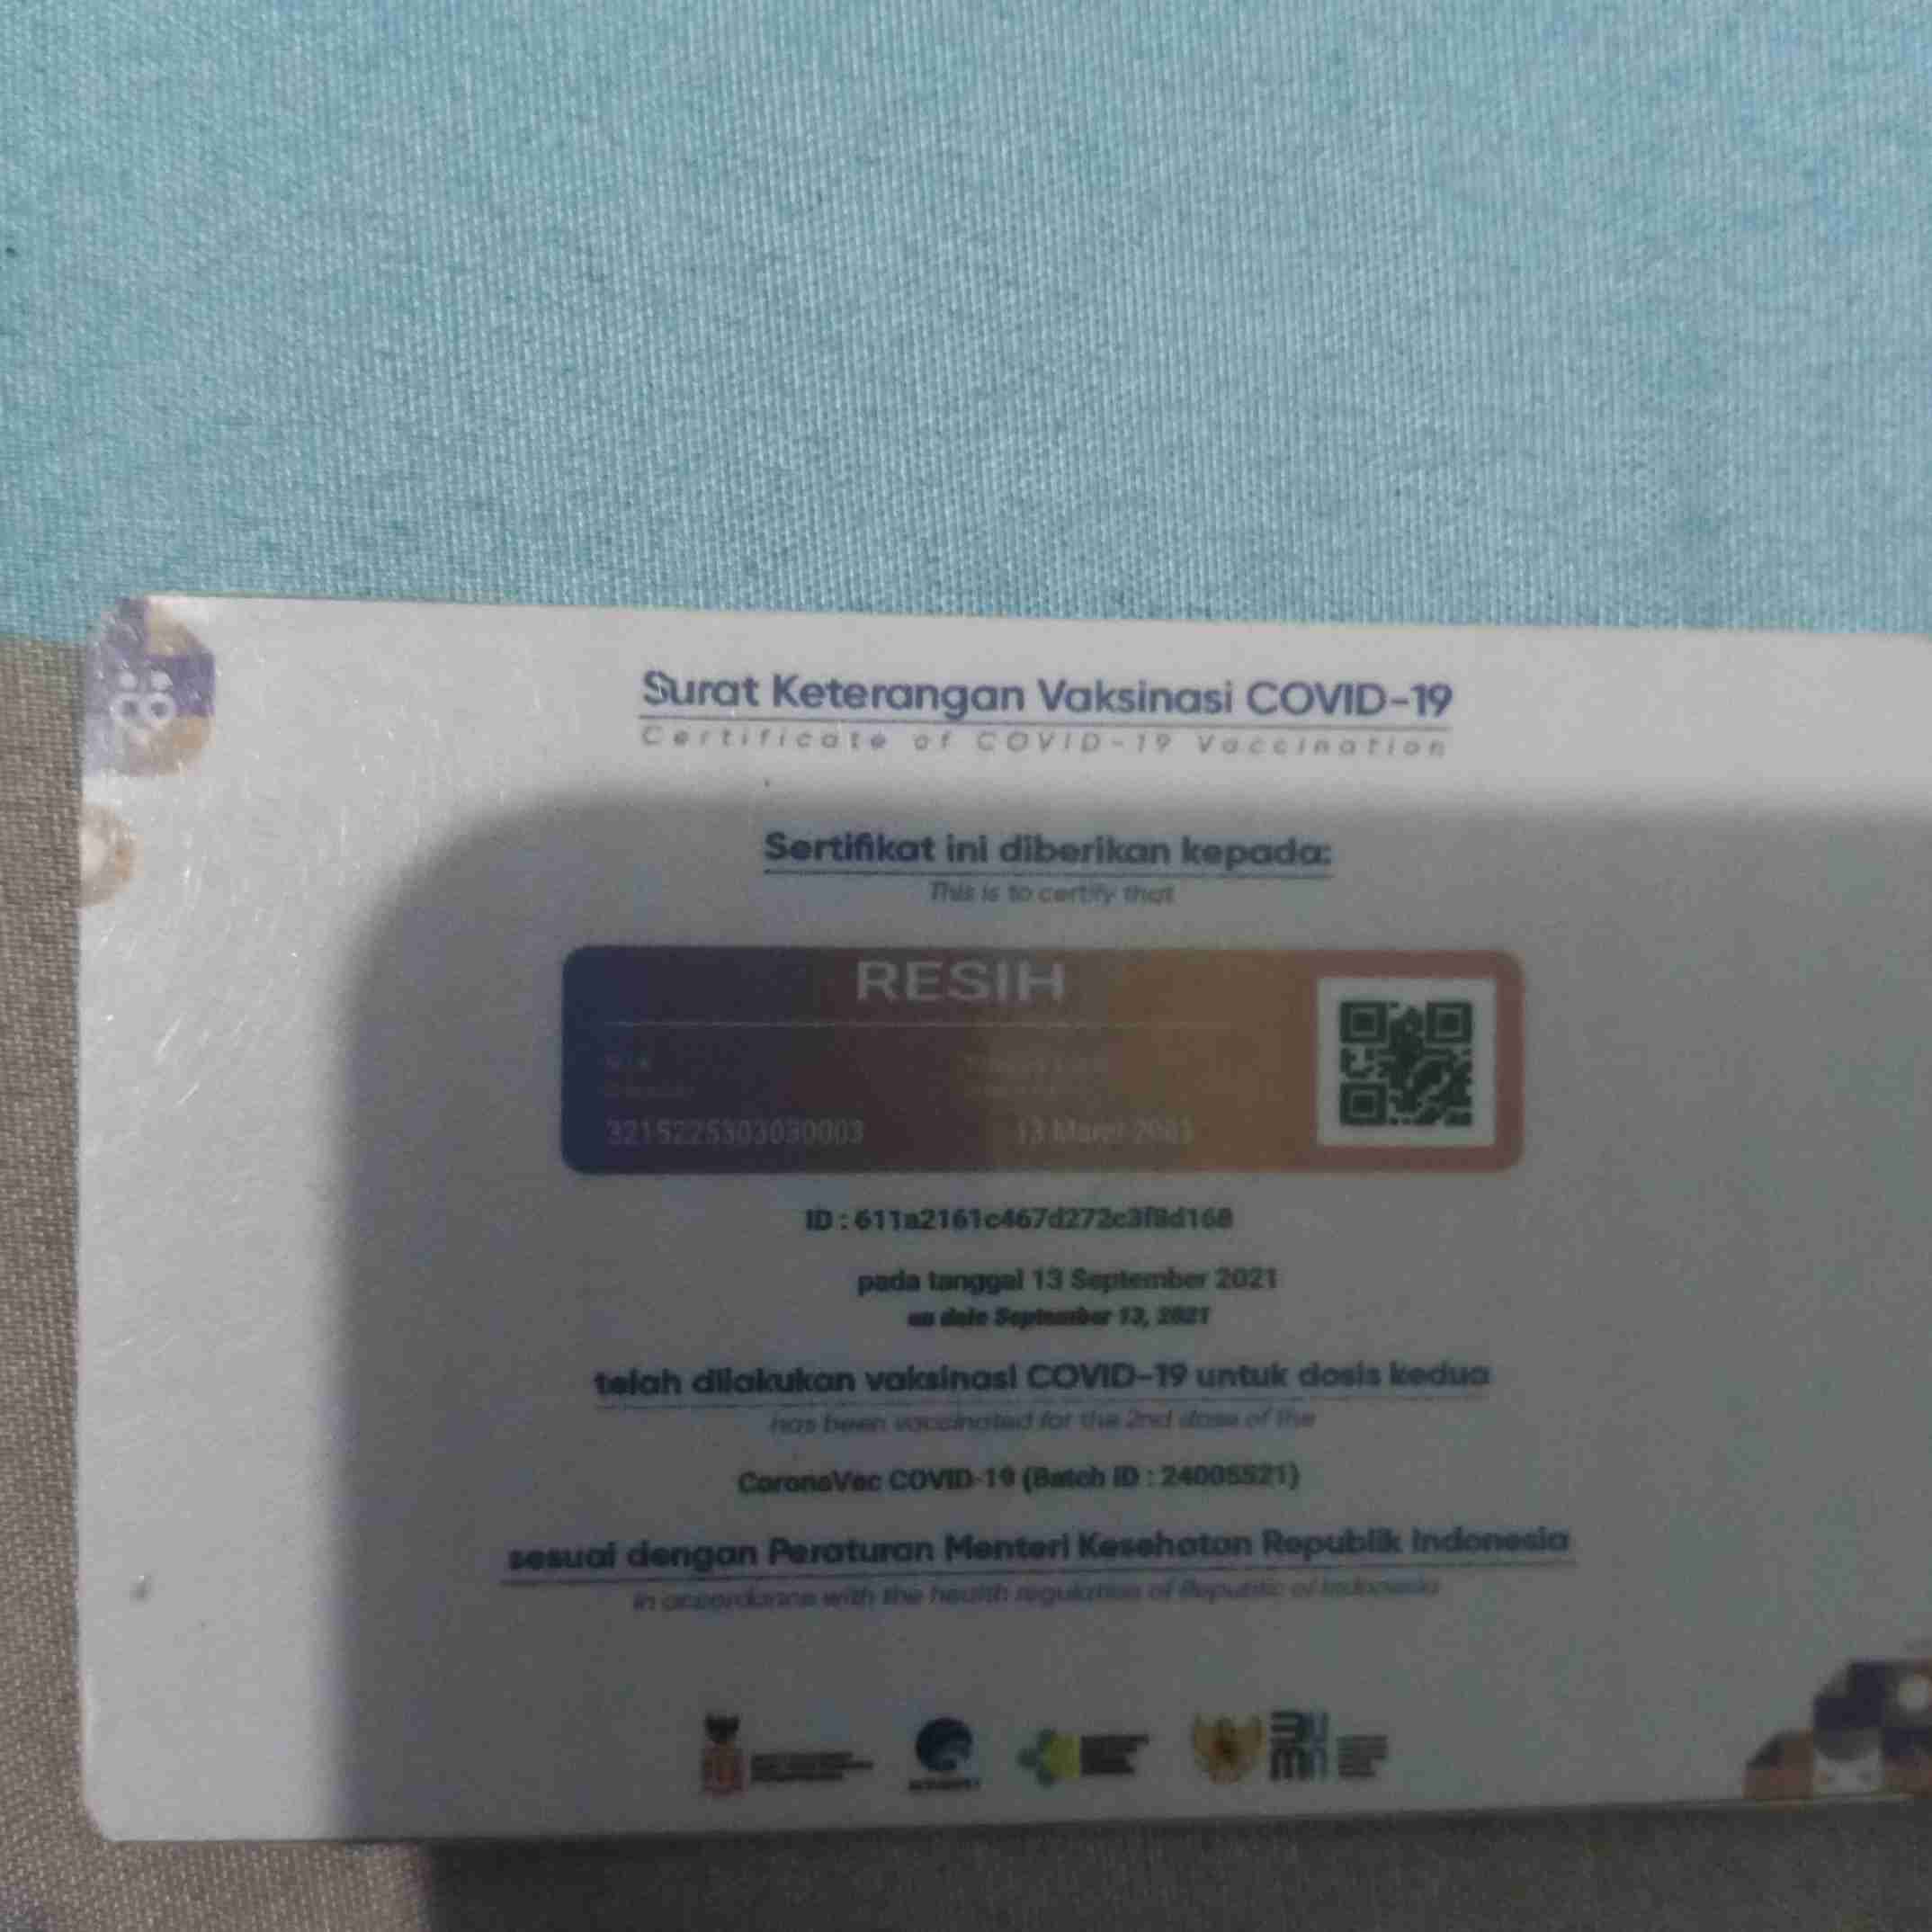 Surat Keterangan Vaksinasi COVID-19
Certificate of COVID-19 Vaccination
Sertifikat ini diberikan kepada:
This is to certify that
RESIH
3215225303030003 13 Maret
ID : 611a2161c467d272c3f8d168
pada tanggal 13 September 2021
on date September 13, 2021
telah dilakukan vaksinasi COVID-19 untuk dosis kedua
has been vaccinated for the 2nd dose of the
CoronaVac COVID-19 (Batch ID : 24005521)
sesuai dengan Peraturan Menteri Kesehatan Republik Indonesia
in accordance with the health regulation of Republic of Indonesia